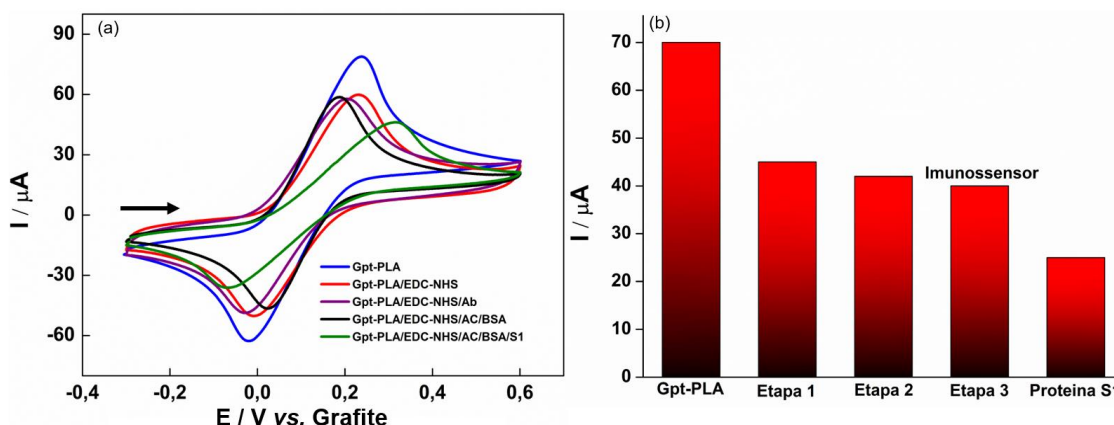 (a)
90
60
30
0
-30
-60
I / µA
-0,4
-0,2
0,0
0,2
0,4
0,6
E / V vs. Grafite
Gpt-PLA
Gpt-PLA/EDC-NHS
Gpt-PLA/EDC-NHS/Ab
Gpt-PLA/EDC-NHS/AC/BSA
Gpt-PLA/EDC-NHS/AC/BSA/S1
(b)
70
60
50
40
30
20
10
0
I / µA
Imunossensor
Gpt-PLA
Etapa 1
Etapa 2
Etapa 3
Proteina S1